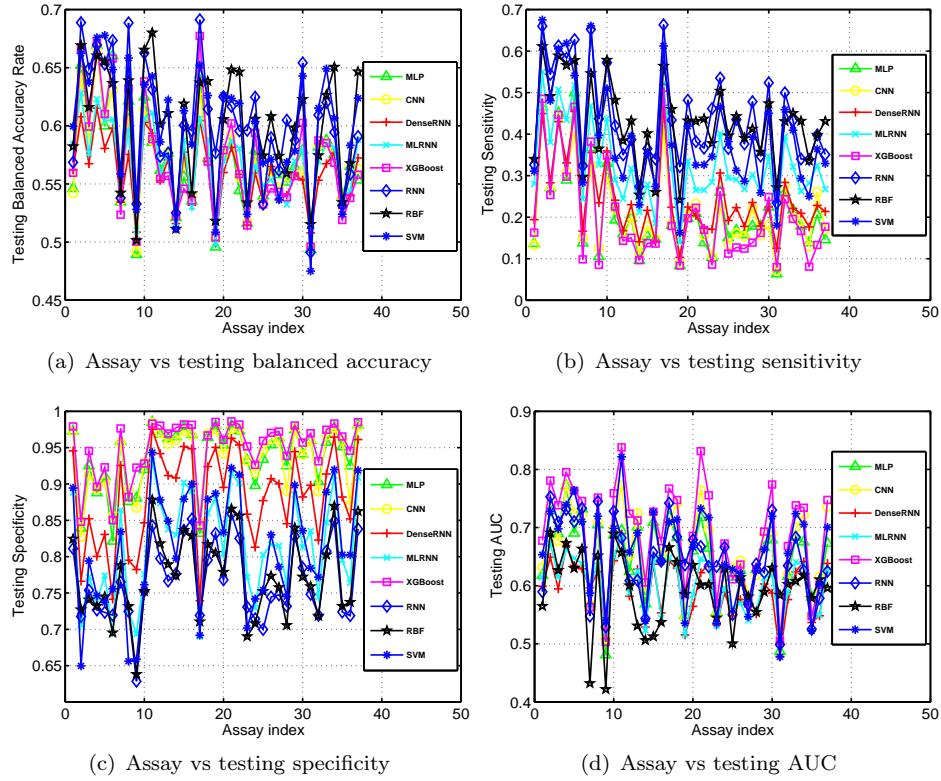 0.7
0.65
0.6
0.55
0.5
0.45
0 10 20 30 40 50
Testing Balanced Accuracy Rate
Assay index
MLP
CNN
DenseRNN
MLRNN
XGBoost
RNN
RBF
SVM
(a) Assay vs testing balanced accuracy
0.7
0.6
0.5
0.4
0.3
0.2
0.1
0
0 10 20 30 40 50
Testing Sensitivity
Assay index
MLP
CNN
DenseRNN
MLRNN
XGBoost
RNN
RBF
SVM
(b) Assay vs testing sensitivity
1
0.95
0.9
0.85
0.8
0.75
0.7
0.65
0 10 20 30 40 50
Testing Specificity
Assay index
MLP
CNN
DenseRNN
MLRNN
XGBoost
RNN
RBF
SVM
(c) Assay vs testing specificity
0.9
0.8
0.7
0.6
0.5
0.4
0 10 20 30 40 50
Testing AUC
Assay index
MLP
CNN
DenseRNN
MLRNN
XGBoost
RNN
RBF
SVM
(d) Assay vs testing AUC